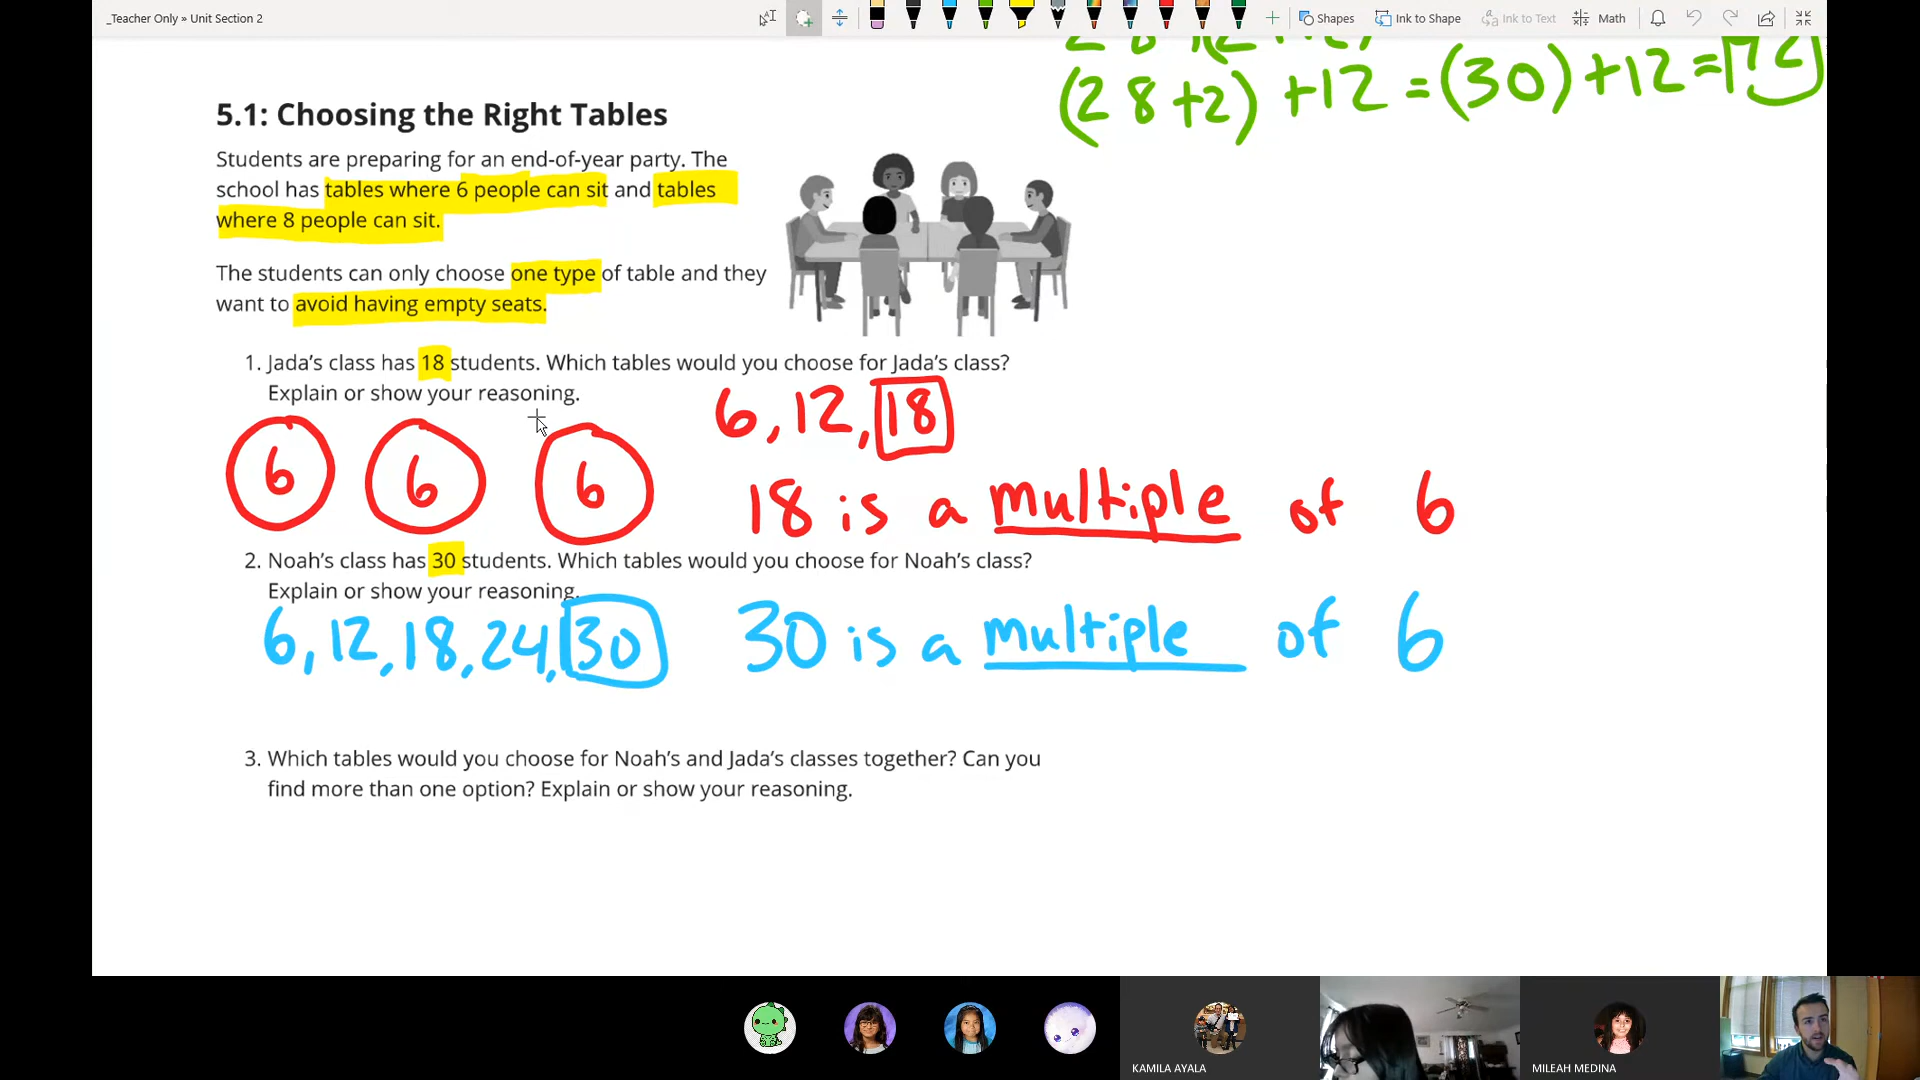 _Teacher Only » Unit Section 2
Shapes Ink to Shape Ink to Text Math
(28+2) +12 = (30) +12 =
5.1: Choosing the Right Tables
Students are preparing for an end-of-year party. The
school has tables where 6 people can sit and tables
where 8 people can sit.
The students can only choose one type of table and they
want to avoid having empty seats.
1. Jada's class has 18 students. Which tables would you choose for Jada's class?
Explain or show your reasoning.
6, 12, 18
6 6 6
18 is a multiple of 6
2. Noah's class has 30 students. Which tables would you choose for Noah's class?
Explain or show your reasoning.
6, 12, 18, 24, 30
30 is a multiple of 6
3. Which tables would you choose for Noah's and Jada's classes together? Can you
find more than one option? Explain or show your reasoning.
KAMILA AYALA
MILEAH MEDINA